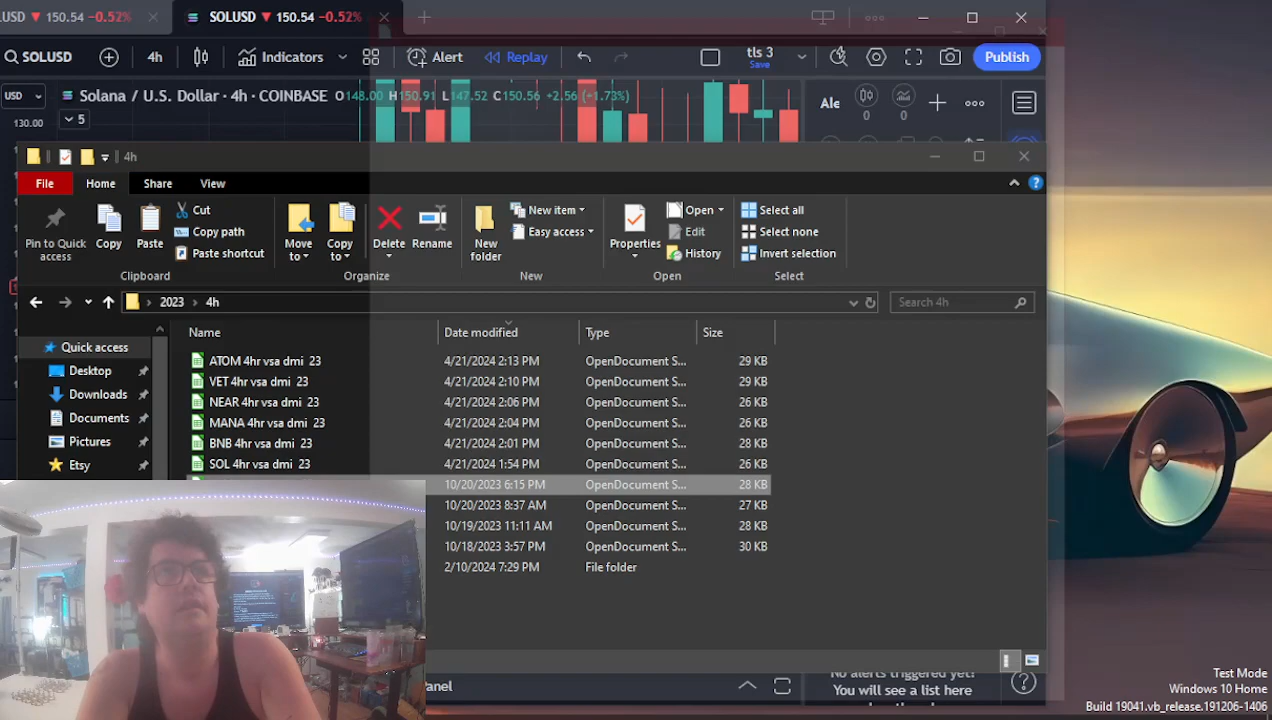 USD 150.54 -0.52%
SOLUSD 150.54 -0.52%
SOLUSD 4h Indicators Alert Replay tls 3 Publish
Save
USD Solana / U.S. Dollar · 4h · COINBASE O148.00 H150.91 L147.52 C150.56 +2.56 (+1.73%) Ale
0 0
130.00 5
4h
File Home Share View
Pin to Quick access
Copy
Paste
Cut
Copy path
Paste shortcut
Clipboard
Move to
Copy to
Delete
Rename
Organize
New folder
New item
Easy access
New
Properties
Open
Edit
History
Open
Select all
Select none
Invert selection
Select
2023 4h Search 4h
Name Date modified Type Size
Quick access
Desktop
Downloads
Documents
Pictures
Etsy
ATOM 4hr vsa dmi 23 4/21/2024 2:13 PM OpenDocument S... 29 KB
VET 4hr vsa dmi 23 4/21/2024 2:10 PM OpenDocument S... 29 KB
NEAR 4hr vsa dmi 23 4/21/2024 2:06 PM OpenDocument S... 26 KB
MANA 4hr vsa dmi 23 4/21/2024 2:04 PM OpenDocument S... 26 KB
BNB 4hr vsa dmi 23 4/21/2024 2:01 PM OpenDocument S... 28 KB
SOL 4hr vsa dmi 23 4/21/2024 1:54 PM OpenDocument S... 26 KB
10/20/2023 6:15 PM OpenDocument S... 28 KB
10/20/2023 8:37 AM OpenDocument S... 27 KB
10/19/2023 11:11 AM OpenDocument S... 28 KB
10/18/2023 3:57 PM OpenDocument S... 30 KB
2/10/2024 7:29 PM File folder
anel
No alerts triggered yet.
You will see a list here
Test Mode
Windows 10 Home
Build 19041.vb_release.191206-1406